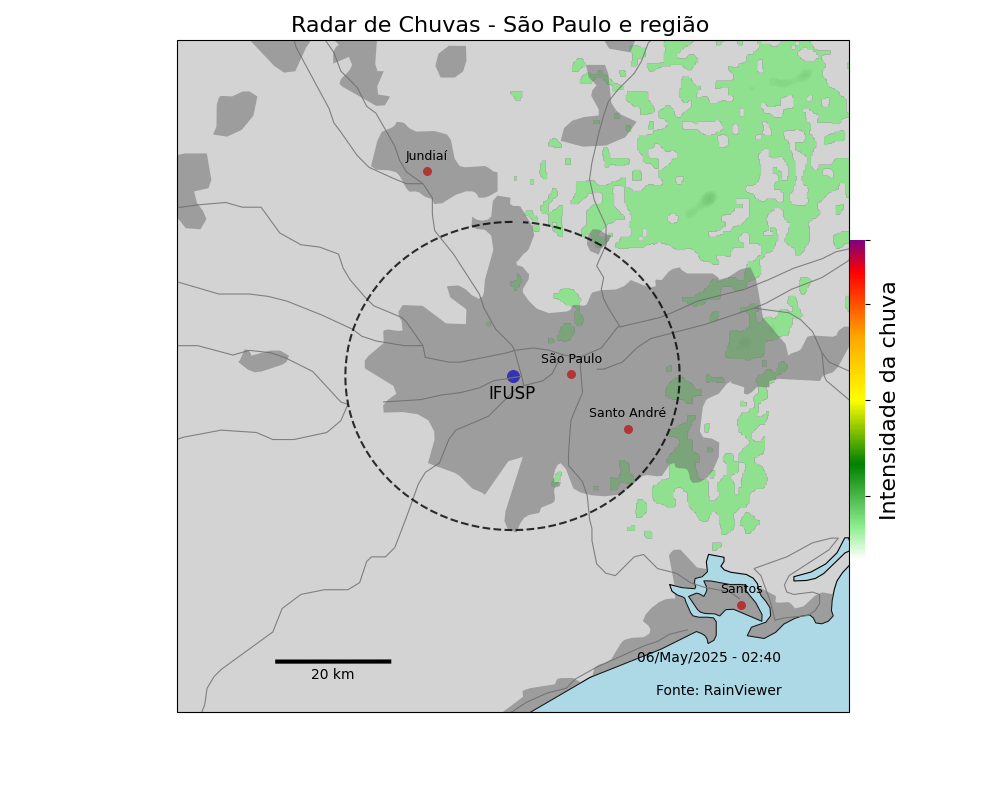 Radar de Chuvas - São Paulo e região
Jundiaí
São Paulo
IFUSP
Santo André
Intensidade da chuva
Santos
06/May/2025 - 02:40
20 km
Fonte: RainViewer